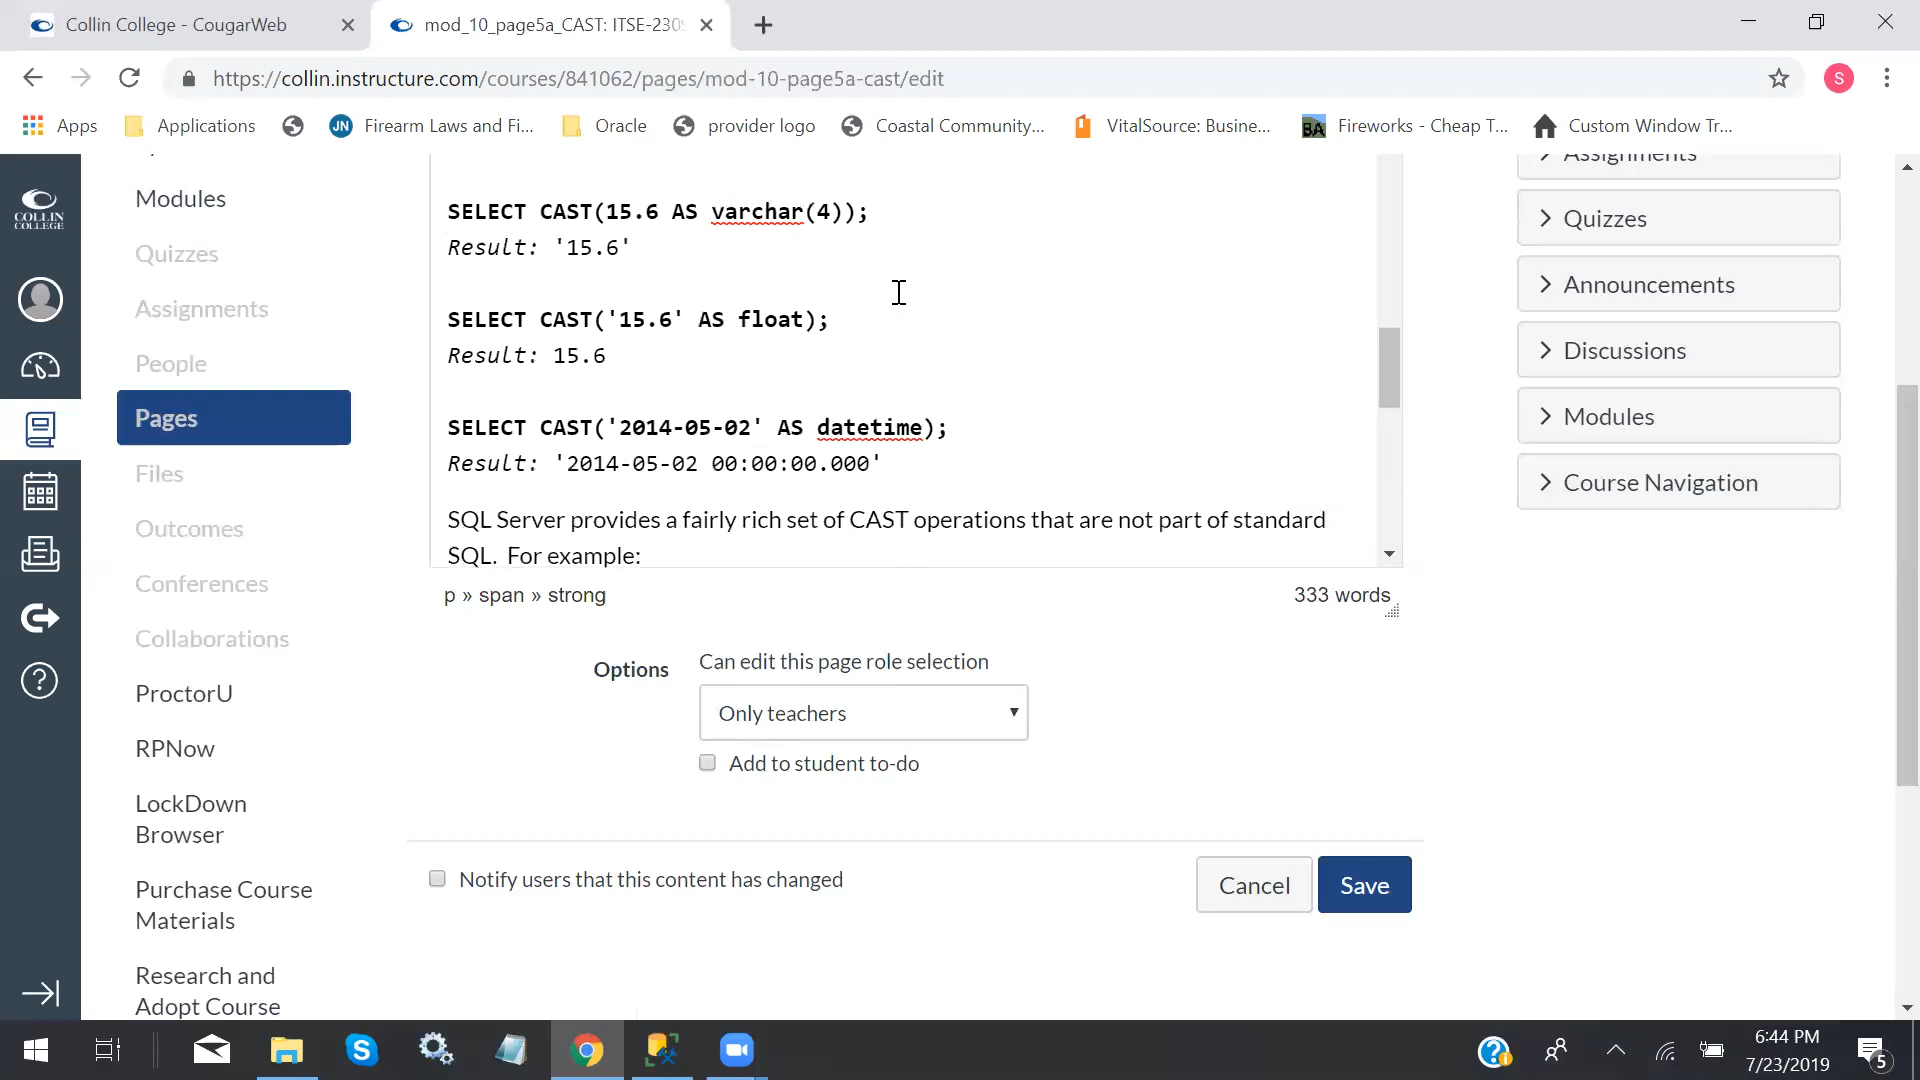 Collin College - CougarWeb
mod_10_page5a_CAST: ITSE-230
https://collin.instructure.com/courses/841062/pages/mod-10-page5a-cast/edit
S
Apps
Applications
JN Firearm Laws and Fi...
Oracle
provider logo
Coastal Community...
VitalSource: Busine...
BA Fireworks - Cheap T...
Custom Window Tr...
COLLIN
COLLEGE
Modules
Quizzes
Assignments
People
Pages
Files
Outcomes
Conferences
Collaborations
ProctorU
RPNow
LockDown
Browser
Purchase Course
Materials
Research and
Adopt Course
SELECT CAST(15.6 AS varchar(4));
Result: '15.6'
SELECT CAST('15.6' AS float);
Result: 15.6
SELECT CAST('2014-05-02' AS datetime);
Result: '2014-05-02 00:00:00.000'
SQL Server provides a fairly rich set of CAST operations that are not part of standard
SQL. For example:
p » span » strong
333 words
Options
Can edit this page role selection
Only teachers
Add to student to-do
Notify users that this content has changed
Cancel
Save
Assignments
Quizzes
Announcements
Discussions
Modules
Course Navigation
6:44 PM
7/23/2019
5